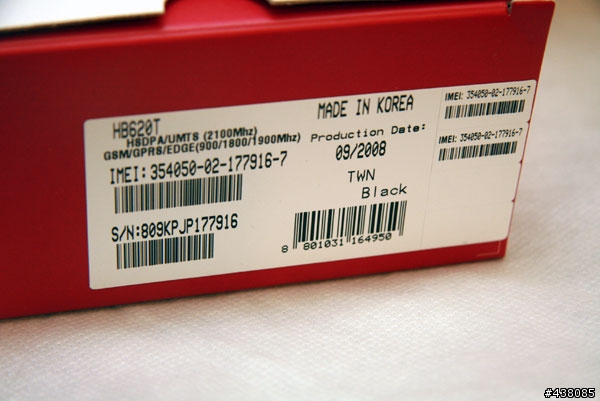 HB620T
HSDPA/UMTS (2100Mhz)
GSM/GPRS/EDGE(900/1800/1900Mhz)
IMEI: 354050-02-177916-7
S/N:809KPJP177916
MADE IN KOREA
Production Date:
09/2008
TWN
Black
8 801031 164950
IMEI: 354050-02-177916-7
IMEI: 354050-02-177916-7
#438085